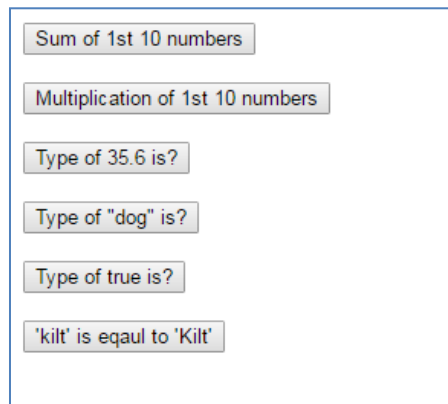 Sum of 1st 10 numbers
Multiplication of 1st 10 numbers
Type of 35.6 is?
Type of "dog" is?
Type of true is?
'kilt' is eqaul to 'Kilt'